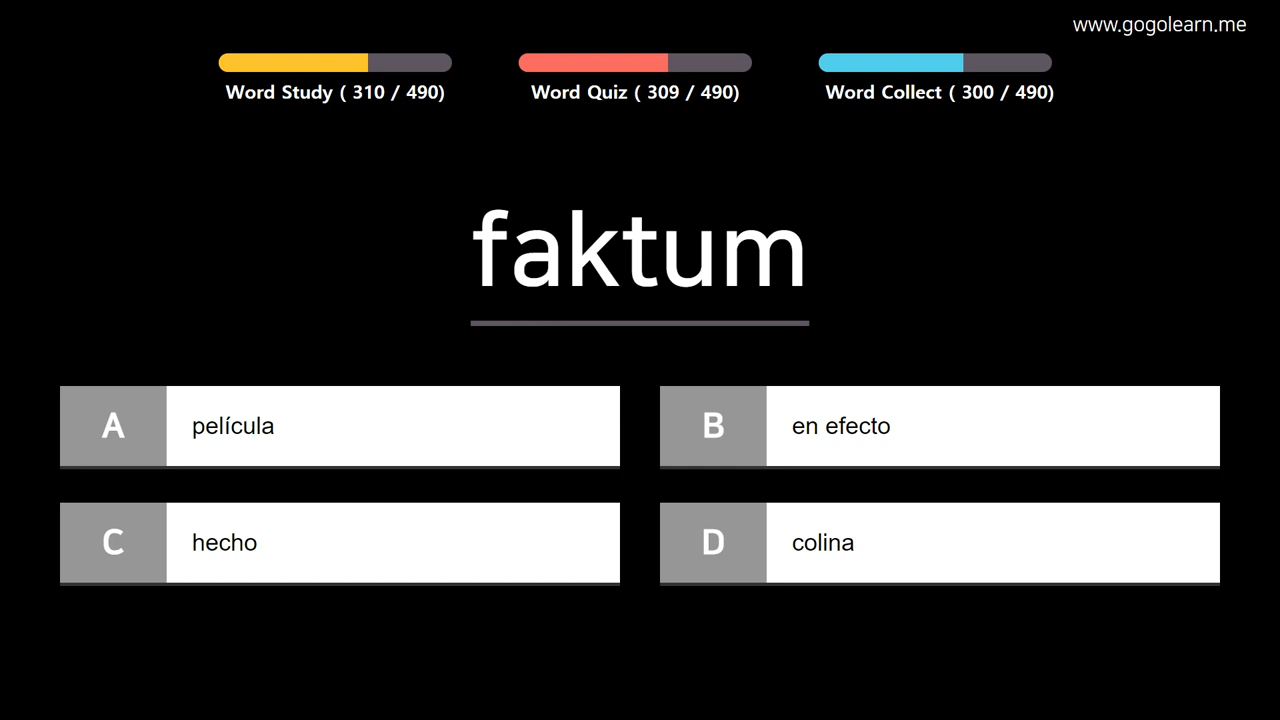 www.gogolearn.me
Word Study ( 310 / 490)
Word Quiz ( 309 / 490)
Word Collect ( 300 / 490)
faktum
A película
B en efecto
C hecho
D colina